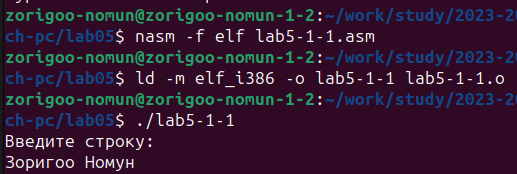 zorigoo-nomun@zorigoo-nomun-1-2:~/work/study/2023-2
ch-pc/lab05$ nasm -f elf lab5-1-1.asm
zorigoo-nomun@zorigoo-nomun-1-2:~/work/study/2023-2
ch-pc/lab05$ ld -m elf_i386 -o lab5-1-1 lab5-1-1.o
zorigoo-nomun@zorigoo-nomun-1-2:~/work/study/2023-2
ch-pc/lab05$ ./lab5-1-1
Введите строку:
Зоригоо Номун